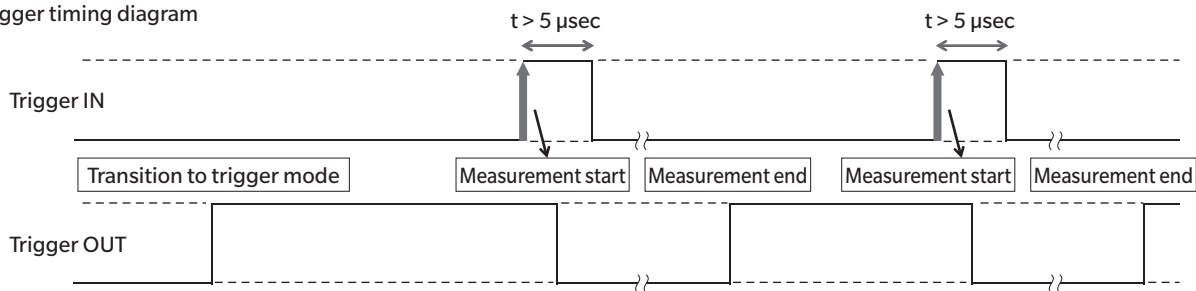 gger timing diagram
t > 5 µsec t > 5 µsec
Trigger IN
Transition to trigger mode Measurement start Measurement end Measurement start Measurement end
Trigger OUT